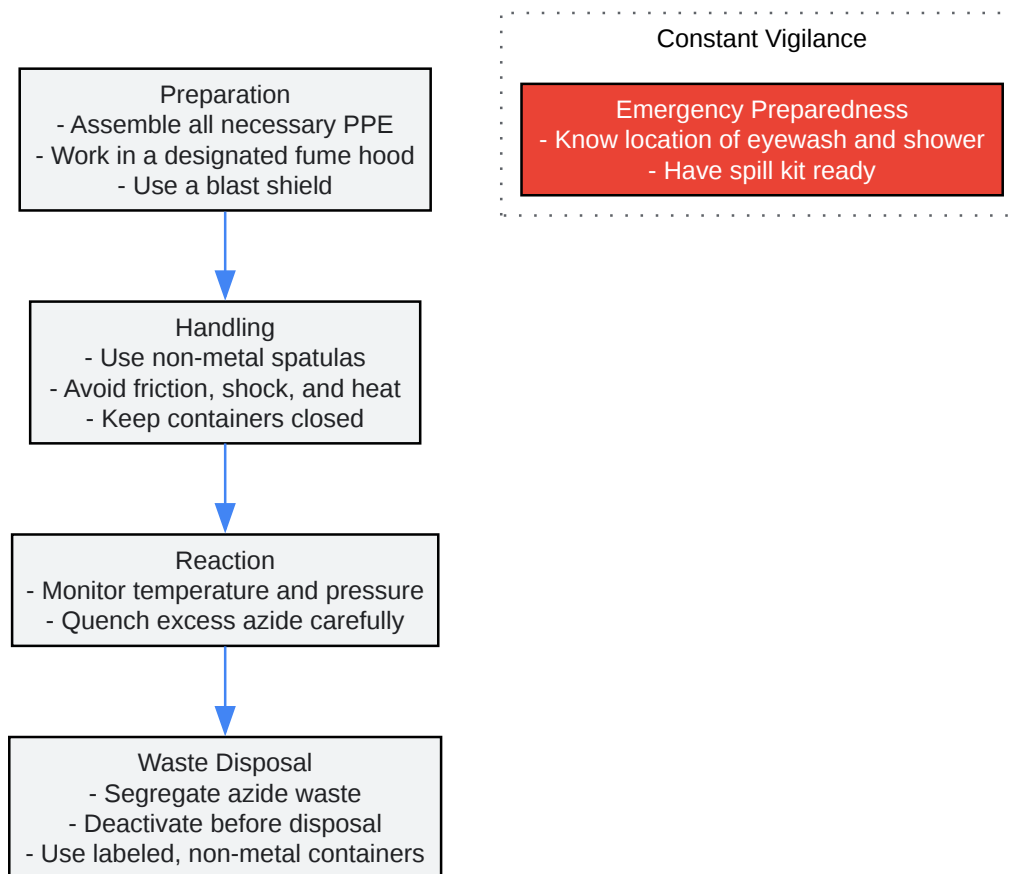 Constant Vigilance
Preparation
- Assemble all necessary PPE
- Work in a designated fume hood
- Use a blast shield
Emergency Preparedness
- Know location of eyewash and shower
- Have spill kit ready
Handling
- Use non-metal spatulas
- Avoid friction, shock, and heat
- Keep containers closed
Reaction
- Monitor temperature and pressure
- Quench excess azide carefully
Waste Disposal
- Segregate azide waste
- Deactivate before disposal
- Use labeled, non-metal containers